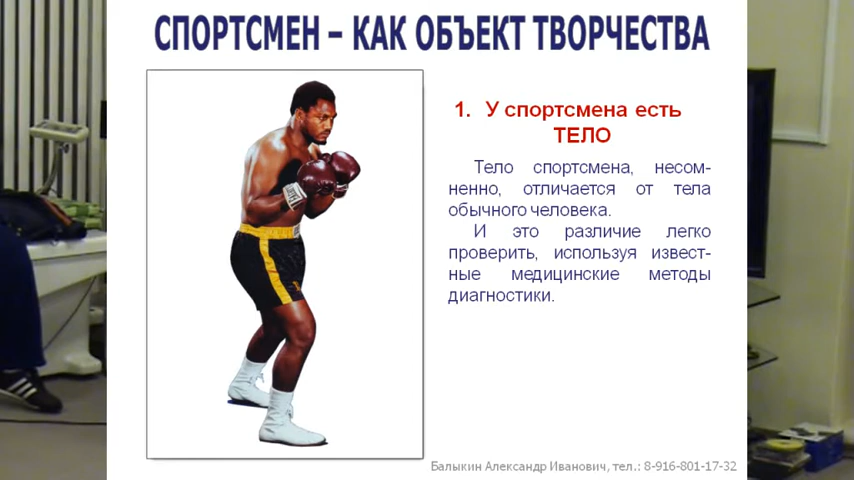 СПОРТСМЕН – КАК ОБЪЕКТ ТВОРЧЕСТВА
1. У спортсмена есть
ТЕЛО
Тело спортсмена, несом-
ненно, отличается от тела
обычного человека.
И это различие легко
проверить, используя извест-
ные медицинские методы
диагностики.
Балыкин Александр Иванович, тел.: 8-916-801-17-32